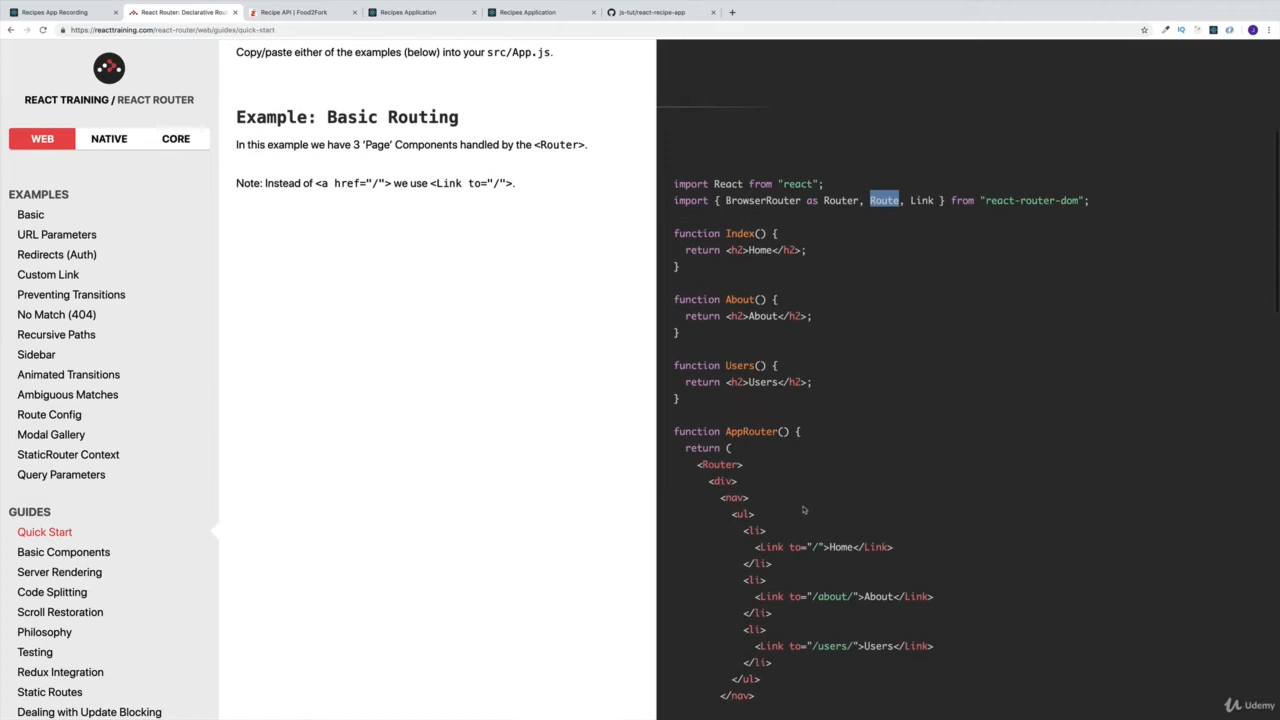 Recipes App Recording
React Router: Declarative Rou
Recipe API | Food2Fork
Recipes Application
Recipes Application
js-tut/react-recipe-app
https://reacttraining.com/react-router/web/guides/quick-start
REACT TRAINING / REACT ROUTER
WEB
NATIVE
CORE
EXAMPLES
Basic
URL Parameters
Redirects (Auth)
Custom Link
Preventing Transitions
No Match (404)
Recursive Paths
Sidebar
Animated Transitions
Ambiguous Matches
Route Config
Modal Gallery
StaticRouter Context
Query Parameters
GUIDES
Quick Start
Basic Components
Server Rendering
Code Splitting
Scroll Restoration
Philosophy
Testing
Redux Integration
Static Routes
Dealing with Update Blocking
Copy/paste either of the examples (below) into your src/App.js.
Example: Basic Routing
In this example we have 3 ‘Page’ Components handled by the <Router>.
Note: Instead of <a href="/"> we use <Link to="/">.
import React from "react";
import { BrowserRouter as Router, Route, Link } from "react-router-dom";
function Index() {
return <h2>Home</h2>;
}
function About() {
return <h2>About</h2>;
}
function Users() {
return <h2>Users</h2>;
}
function AppRouter() {
return (
<Router>
<div>
<nav>
<ul>
<li>
<Link to="/">Home</Link>
</li>
<li>
<Link to="/about/">About</Link>
</li>
<li>
<Link to="/users/">Users</Link>
</li>
</ul>
</nav>
Udemy